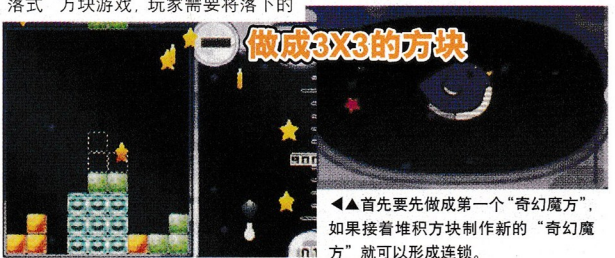 落式”方块游戏，玩家需要将落下的
一
做成3X3的方块
◀▲首先要先做成第一个“奇幻魔方”，
如果接着堆积方块制作新的“奇幻魔
方”就可以形成连锁。